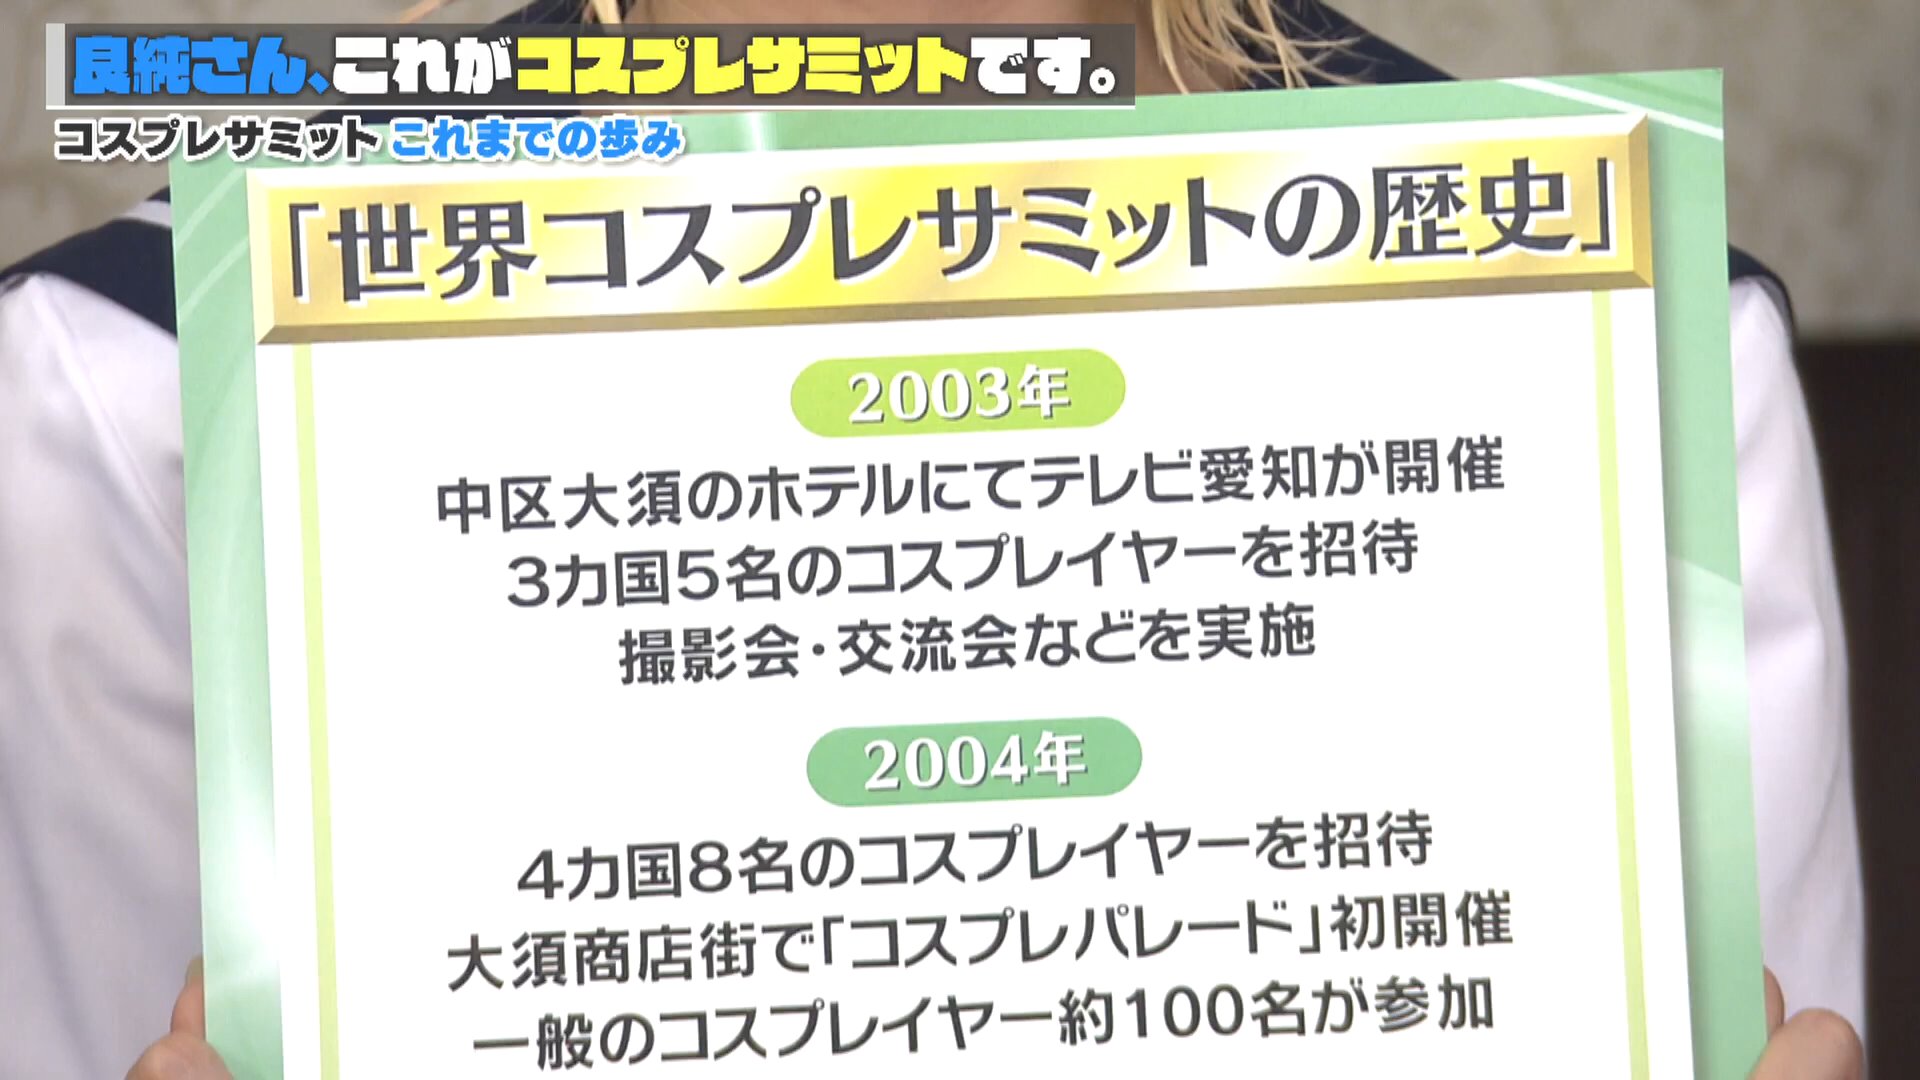 良純さん、これがコスプレサミットです。
コスプレサミット これまでの歩み
「世界コスプレサミットの歴史」
2003年
中区大須のホテルにてテレビ愛知が開催
3カ国5名のコスプレイヤーを招待
撮影会・交流会などを実施
2004年
4カ国8名のコスプレイヤーを招待
大須商店街で「コスプレパレード」初開催
一般のコスプレイヤー約100名が参加